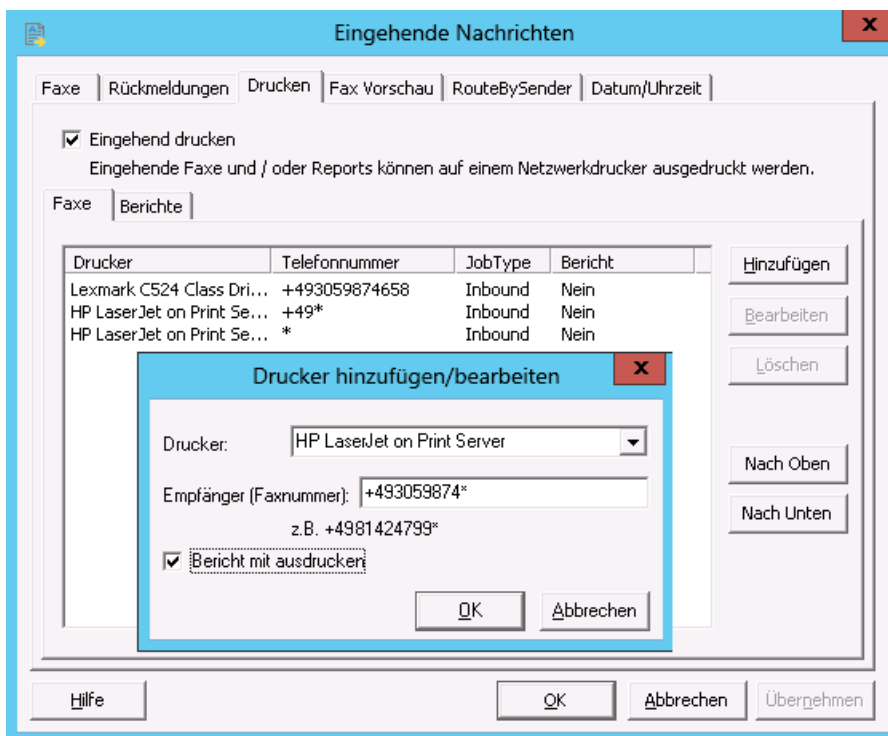 Eingehende Nachrichten
x
Faxe Rückmeldungen Drucken Fax Vorschau RouteBySender Datum/Uhrzeit
Eingehend drucken
Eingehende Faxe und / oder Reports können auf einem Netzwerkdrucker ausgedruckt werden.
Faxe Berichte
Drucker Telefonnummer JobType Bericht
Lexmark C524 Class Dri... +493059874658 Inbound Nein
HP LaserJet on Print Se... +49* Inbound Nein
HP LaserJet on Print Se... * Inbound Nein
Hinzufügen
Bearbeiten
Löschen
Nach Oben
Nach Unten
Drucker hinzufügen/bearbeiten
x
Drucker: HP LaserJet on Print Server
Empfänger (Faxnummer): +493059874*
z.B. +4981424799*
Bericht mit ausdrucken
OK Abbrechen
Hilfe OK Abbrechen Übernehmen